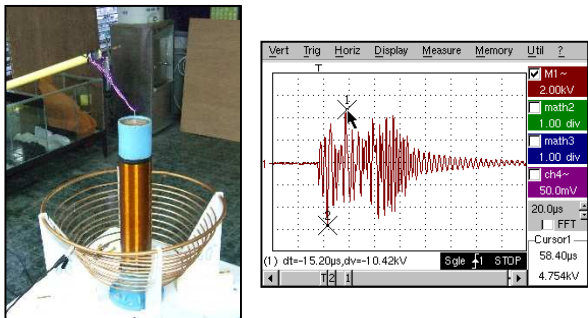 Vert Trig Horiz Display Measure Memory Util ?
T
M1~
2.00kV
math2
1.00 div
math3
1.00 div
ch4~
50.0mV
20.0µs
FFT
Cursor1
58.40µs
4.754kV
1
1
2
(1) dt=-15.20µs,dv=-10.42kV Sgle 1 STOP
T 2 1